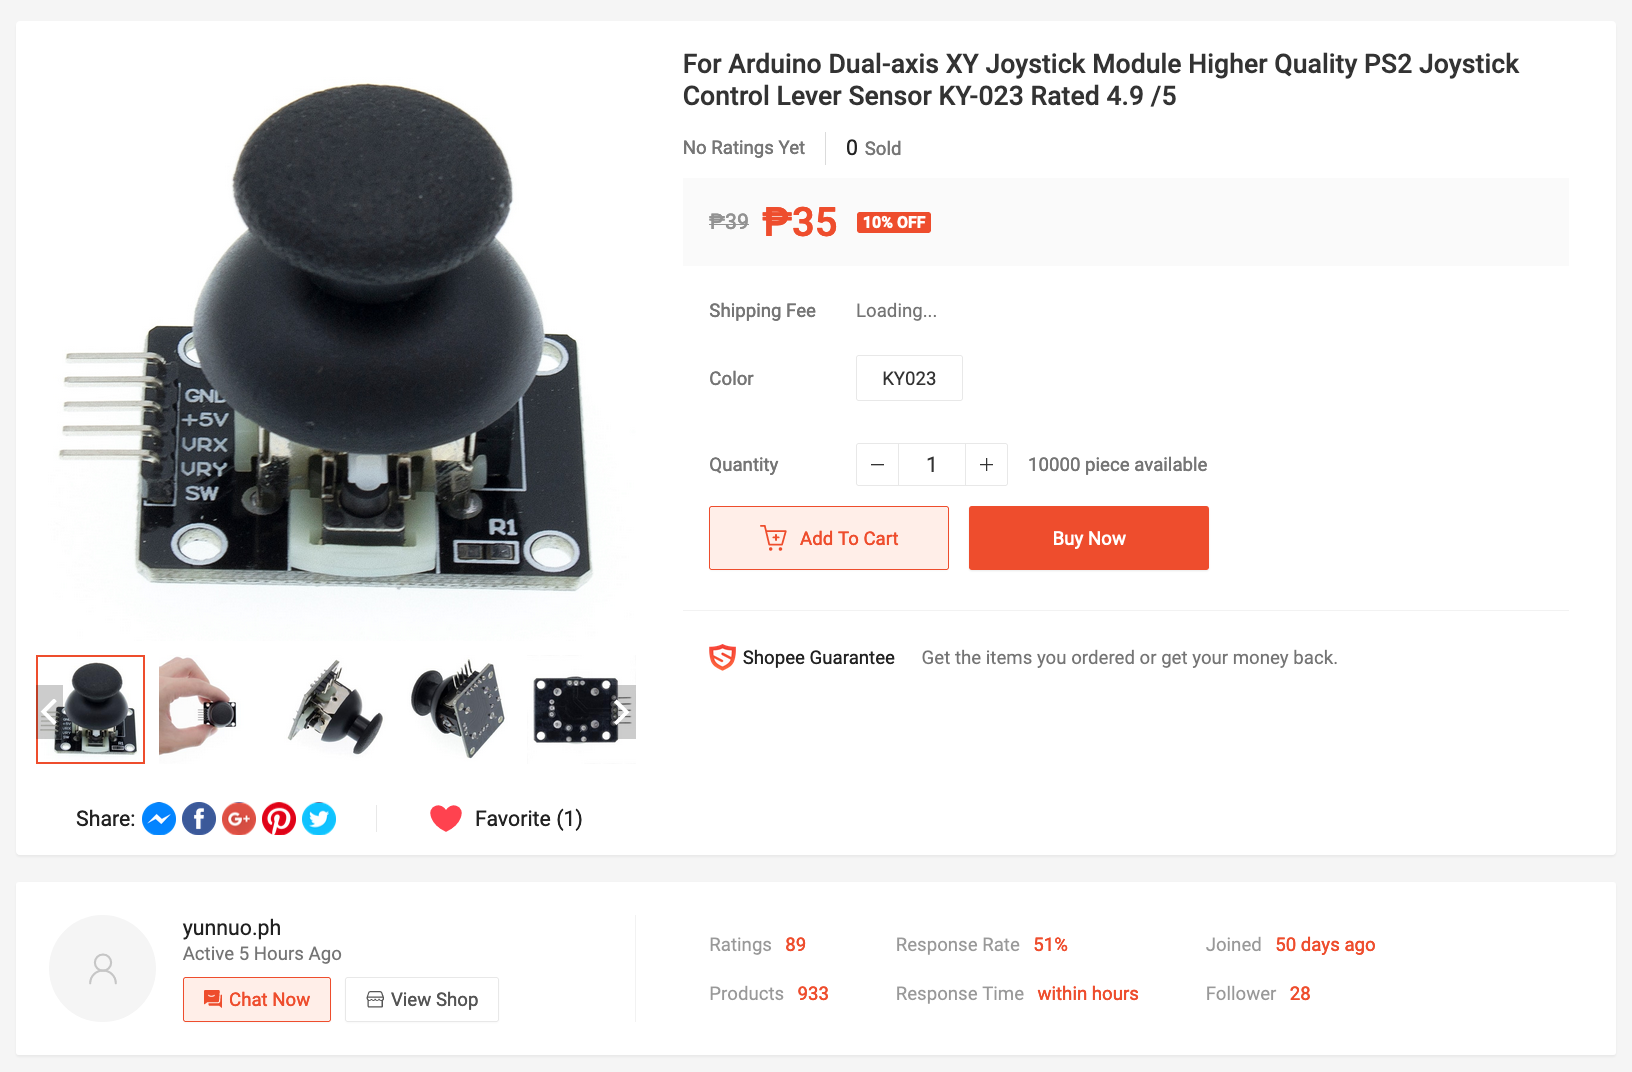 For Arduino Dual-axis XY Joystick Module Higher Quality PS2 Joystick
Control Lever Sensor KY-023 Rated 4.9 /5
No Ratings Yet
0 Sold
₱39 ₱35 10% OFF
Shipping Fee Loading...
Color KY023
Quantity − 1 + 10000 piece available
Add To Cart
Buy Now
Shopee Guarantee Get the items you ordered or get your money back.
GND
+5V
VRX
VRY
SW
R1
Share:
Favorite (1)
yunnuo.ph
Active 5 Hours Ago
Chat Now
View Shop
Ratings 89
Response Rate 51%
Joined 50 days ago
Products 933
Response Time within hours
Follower 28